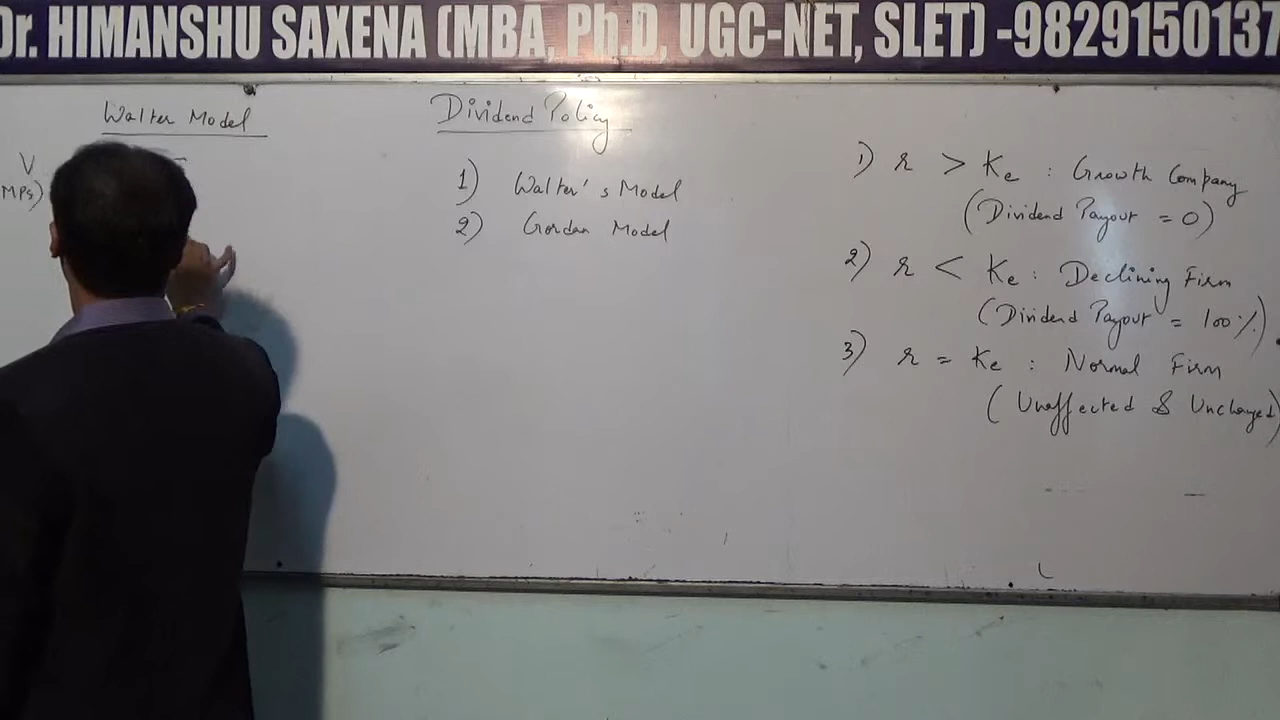 Dr. HIMANSHU SAXENA (MBA, Ph.D, UGC-NET, SLET) -9829150137
Walter Model
V
MPs)
Dividend Policy
1) Walter's Model
2) Gordan Model
1) r > Ke : Growth Company
(Dividend Payout = 0)
2) r < Ke : Declining Firm
(Dividend Payout = 100%)
3) r = Ke : Normal Firm
(Unaffected & Unchanged)